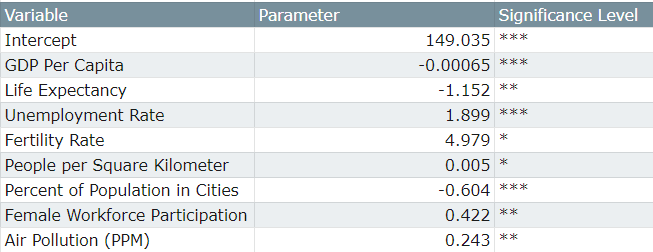 Variable Parameter Significance Level
Intercept 149.035 ***
GDP Per Capita -0.00065 ***
Life Expectancy -1.152 **
Unemployment Rate 1.899 ***
Fertility Rate 4.979 *
People per Square Kilometer 0.005 *
Percent of Population in Cities -0.604 ***
Female Workforce Participation 0.422 **
Air Pollution (PPM) 0.243 **